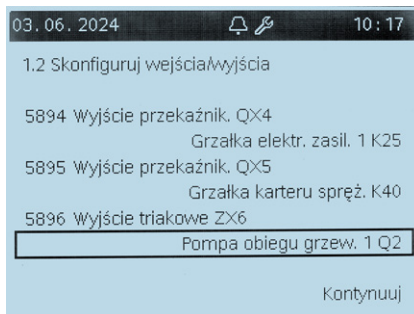 03.06.2024 10:17
1.2 Skonfiguruj wejścia/wyjścia
5894 Wyjście przekaźnik. QX4
Grzałka elektr. zasil. 1 K25
5895 Wyjście przekaźnik. QX5
Grzałka karteru spręż. K40
5896 Wyjście triakowe ZX6
Pompa obiegu grzew. 1 Q2
Kontynuuj